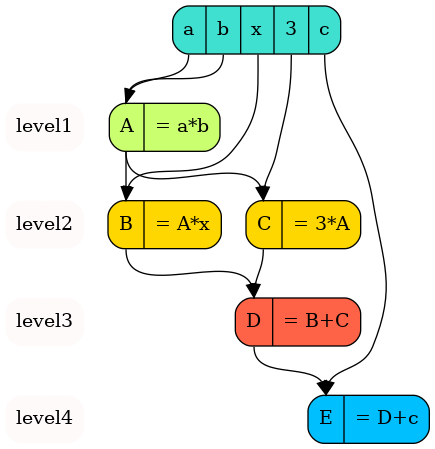 a b x 3 c
level1 A = a*b
level2 B = A*x C = 3*A
level3 D = B+C
level4 E = D+c